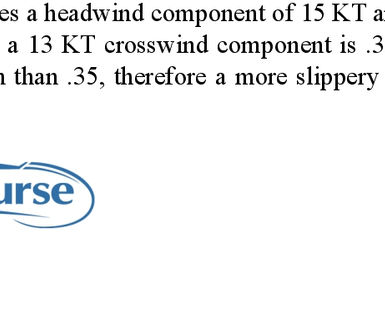 es a headwind component of 15 KT a
a 13 KT crosswind component is .3
n than .35, therefore a more slippery
urse